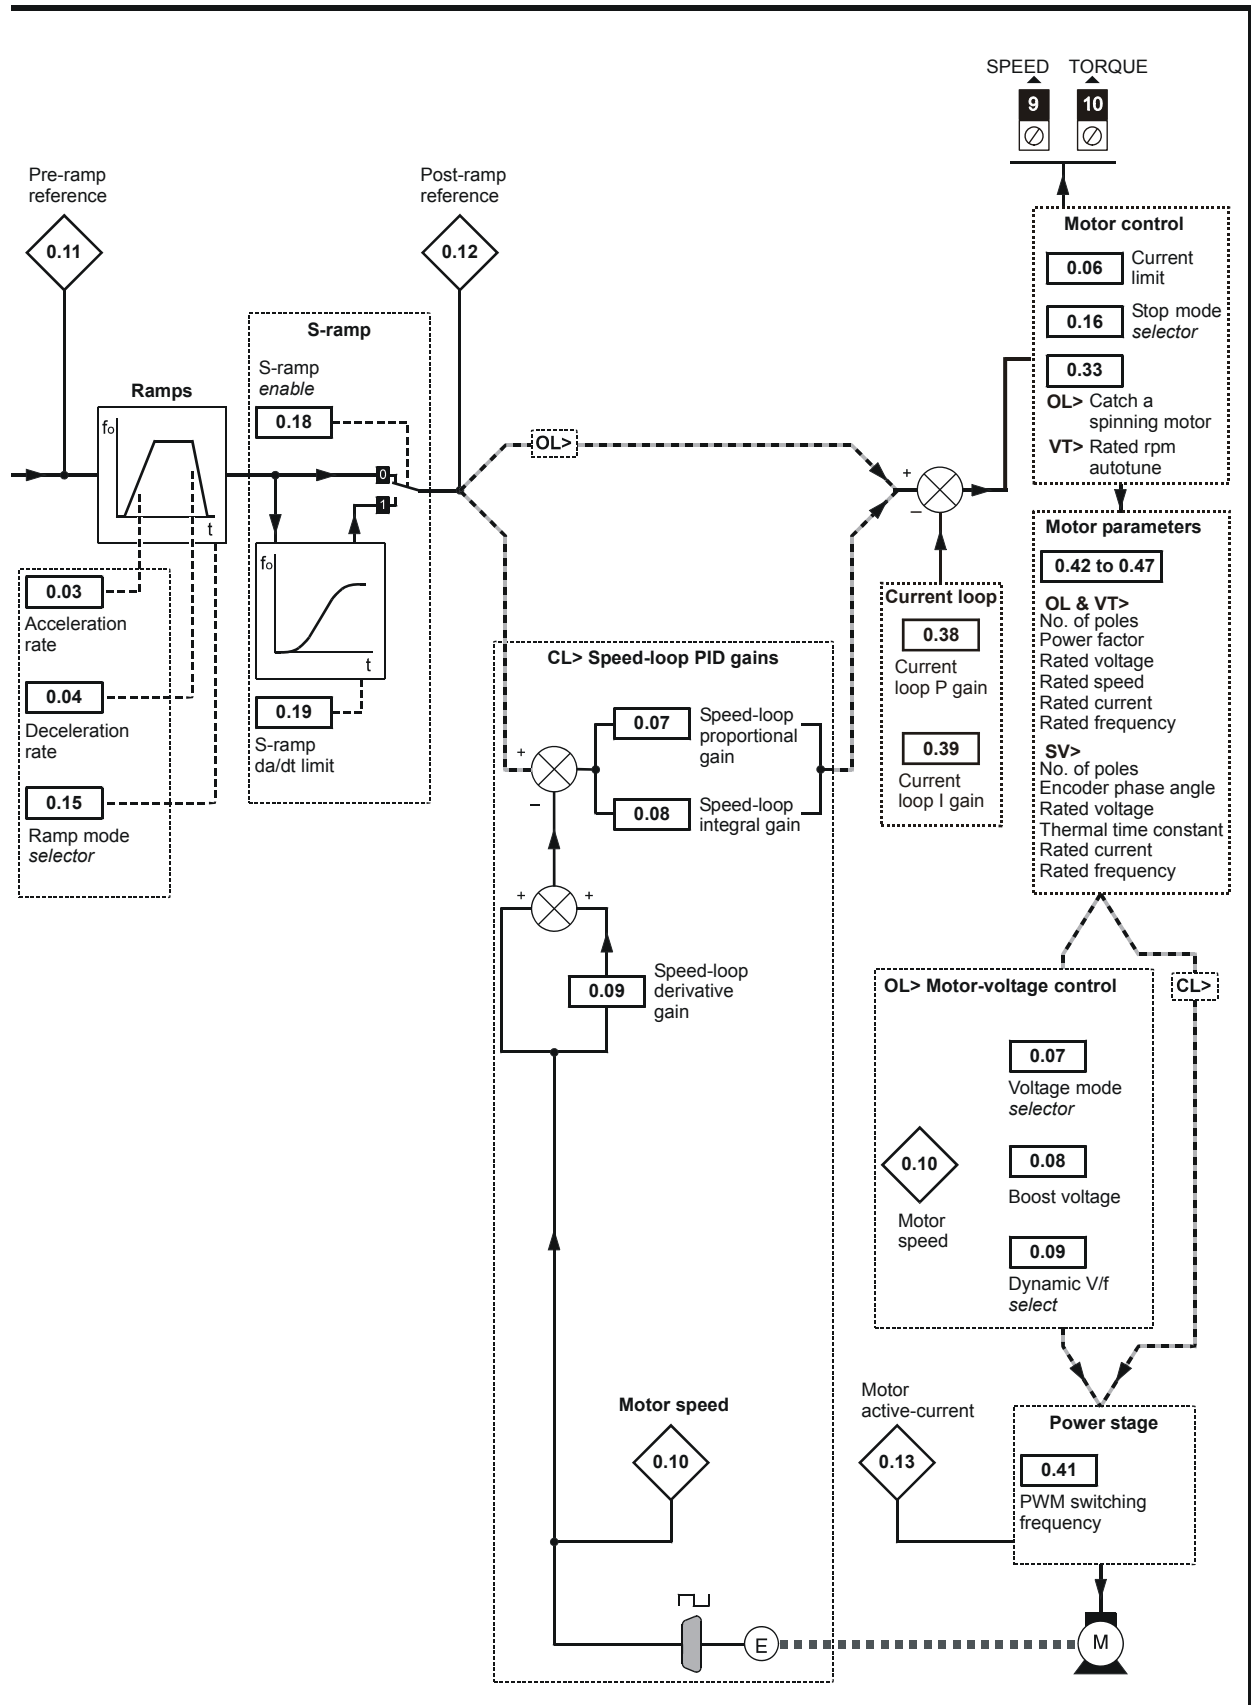 SPEED TORQUE
9 10
Pre-ramp
reference
0.11
Post-ramp
reference
0.12
Motor control
0.06
Current
limit
0.16
Stop mode
selector
0.33
OL> Catch a
spinning motor
VT> Rated rpm
autotune
S-ramp
S-ramp
enable
0.18
0
1
fo
t
0.19
S-ramp
da/dt limit
Ramps
fo
t
0.03
Acceleration
rate
0.04
Deceleration
rate
0.15
Ramp mode
selector
OL>
+
–
Motor parameters
0.42 to 0.47
OL & VT>
No. of poles
Power factor
Rated voltage
Rated speed
Rated current
Rated frequency
SV>
No. of poles
Encoder phase angle
Rated voltage
Thermal time constant
Rated current
Rated frequency
Current loop
0.38
Current
loop P gain
0.39
Current
loop I gain
CL> Speed-loop PID gains
0.07
Speed-loop
proportional
gain
+
–
0.08
Speed-loop
integral gain
+ +
0.09
Speed-loop
derivative
gain
OL> Motor-voltage control
CL>
0.07
Voltage mode
selector
0.10
Motor
speed
0.08
Boost voltage
0.09
Dynamic V/f
select
Motor speed
0.10
Motor
active-current
0.13
Power stage
0.41
PWM switching
frequency
E
M